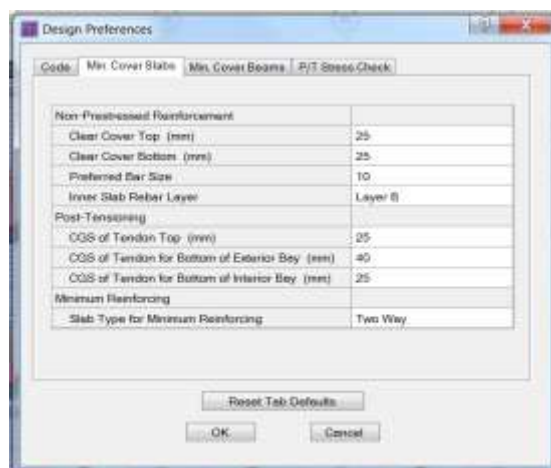 Design Preferences
Code Min. Cover Slabs Min. Cover Beams P/T Stress Check
Non-Prestressed Reinforcement
Clear Cover Top (mm) 25
Clear Cover Bottom (mm) 25
Preferred Bar Size 10
Inner Slab Rebar Layer Layer B
Post-Tensioning
CGS of Tendon Top (mm) 25
CGS of Tendon for Bottom of Exterior Bay (mm) 40
CGS of Tendon for Bottom of Interior Bay (mm) 25
Minimum Reinforcing
Slab Type for Minimum Reinforcing Two Way
Reset Tab Defaults
OK Cancel